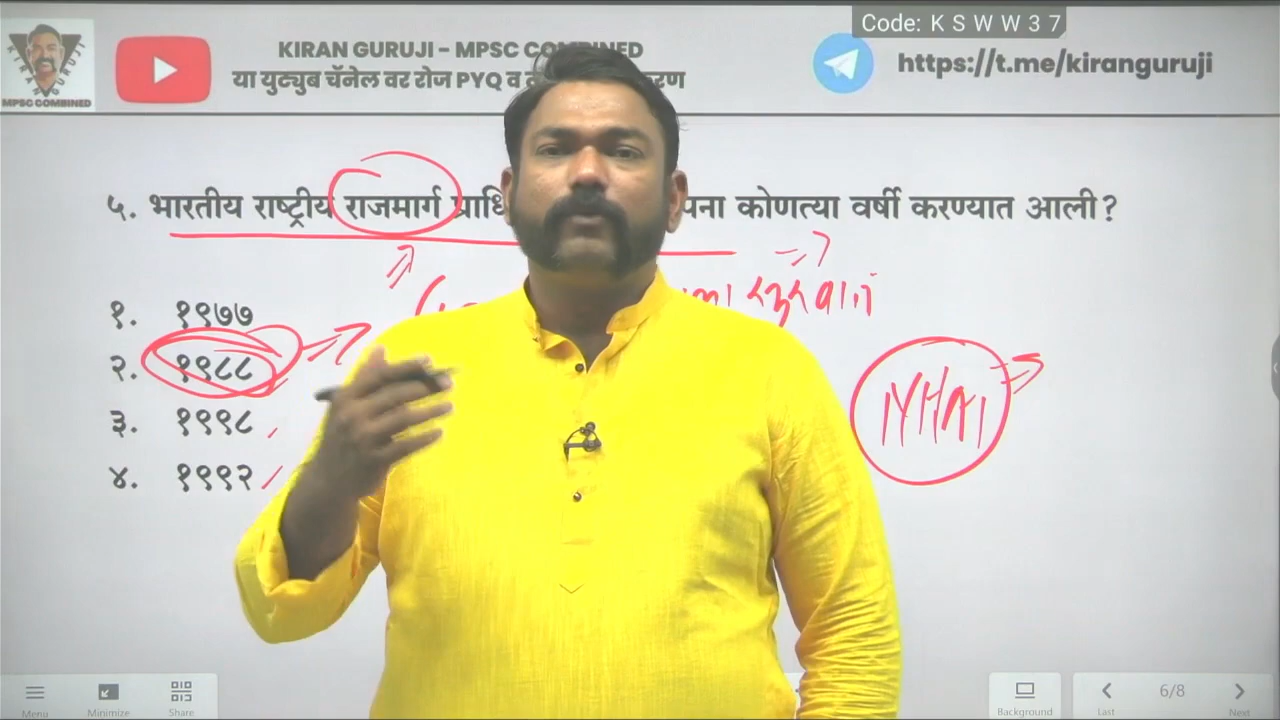 Code: K S W W 3 7
KIRAN GURUJI - MPSC COMBINED
या युट्युब चॅनेल वर रोज PYQ व
https://t.me/kiranguruji
KIRAN GURUJI
MPSC COMBINED
५. भारतीय राष्ट्रीय राजमार्ग कोणत्या वर्षी करण्यात आली?
१. १९७७
२. १९८८
३. १९९८
४. १९९२
NHAI
Menu Minimize Share
Background
6/8
Last Next